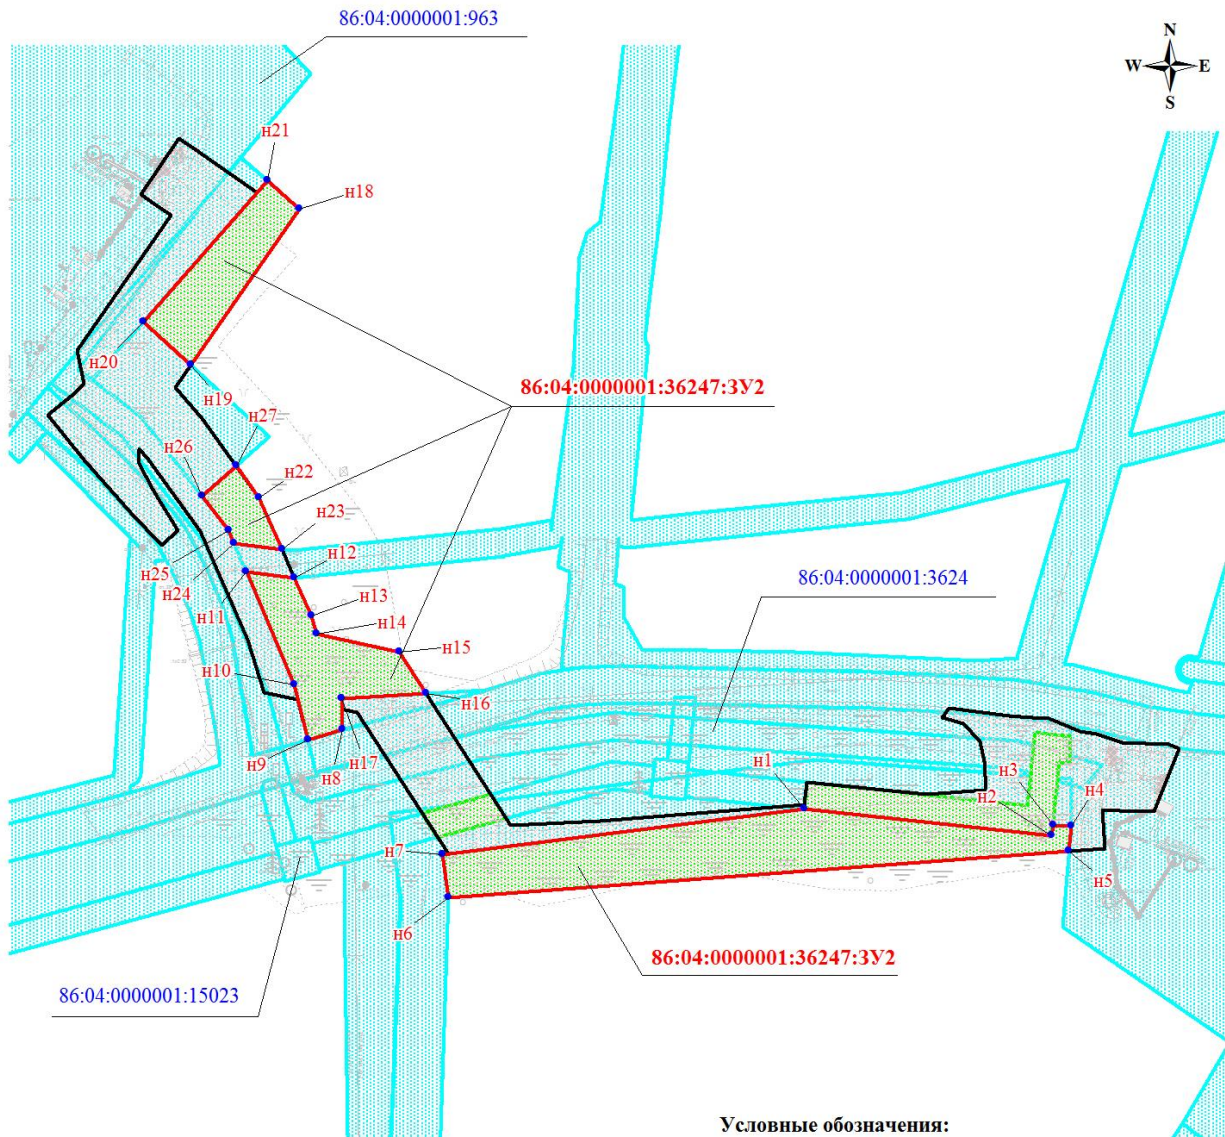 86:04:0000001:963
N
W
E
S
н21
н18
н20
н19
86:04:0000001:36247:ЗУ2
н27
н26
н22
н23
н12
н25
н24
н11
н13
86:04:0000001:3624
н14
н15
н10
н16
н9
н8
н17
н1
н3
н2
н4
н7
н5
н6
86:04:0000001:36247:ЗУ2
86:04:0000001:15023
Условные обозначения: